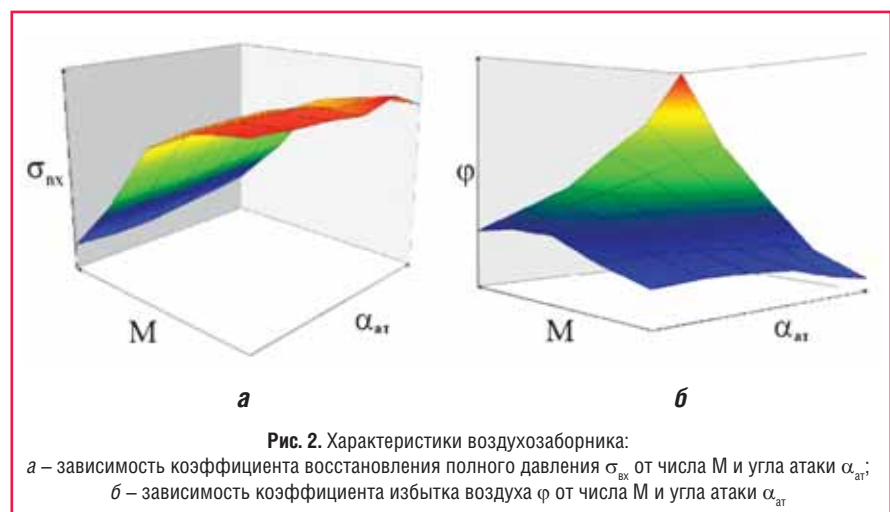 σвх
M
αат
φ
M
αат
а
б
Рис. 2. Характеристики воздухозаборника:
а – зависимость коэффициента восстановления полного давления σвх от числа М и угла атаки αат;
б – зависимость коэффициента избытка воздуха φ от числа М и угла атаки αат